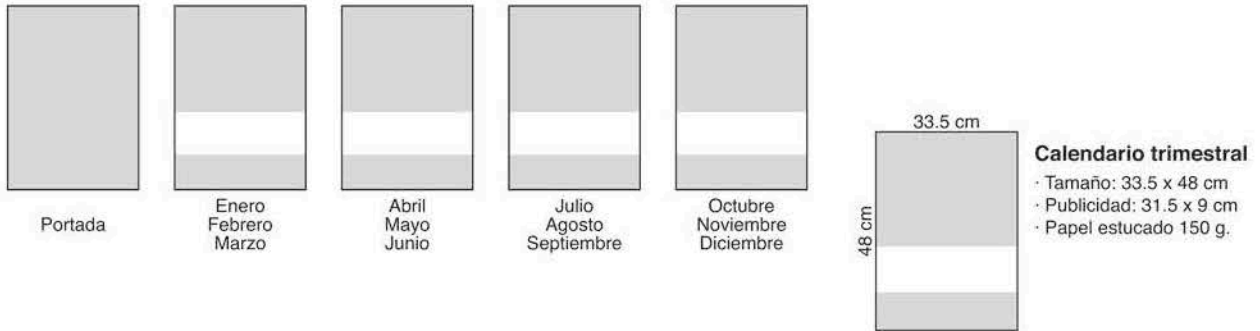 Portada
Enero
Febrero
Marzo
Abril
Mayo
Junio
Julio
Agosto
Septiembre
Octubre
Noviembre
Diciembre
33.5 cm
48 cm
Calendario trimestral
· Tamaño: 33.5 x 48 cm
· Publicidad: 31.5 x 9 cm
· Papel estucado 150 g.